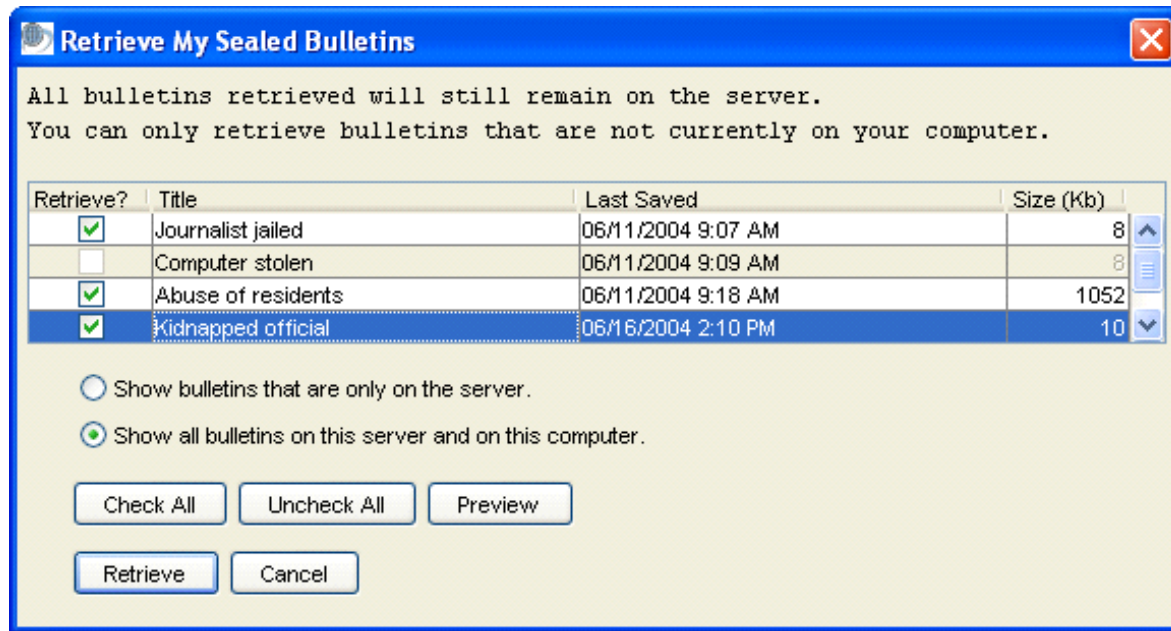 Retrieve My Sealed Bulletins
All bulletins retrieved will still remain on the server.
You can only retrieve bulletins that are not currently on your computer.
Retrieve? Title Last Saved Size (Kb)
Journalist jailed 06/11/2004 9:07 AM 8
Computer stolen 06/11/2004 9:09 AM 8
Abuse of residents 06/11/2004 9:18 AM 1052
Kidnapped official 06/16/2004 2:10 PM 10
Show bulletins that are only on the server.
Show all bulletins on this server and on this computer.
Check All Uncheck All Preview
Retrieve Cancel